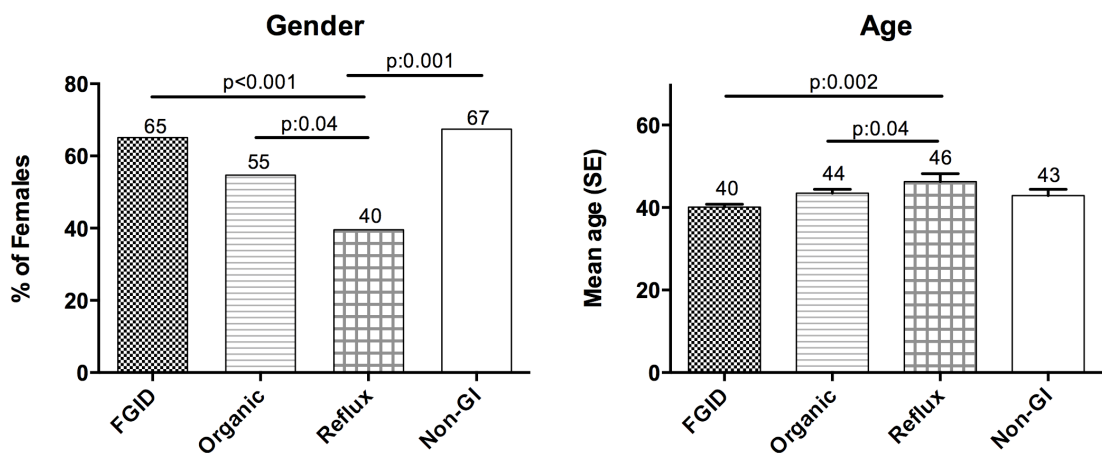 Gender
% of Females
80
60
40
20
0
p<0.001
p:0.001
p:0.04
65
55
40
67
FGID
Organic
Reflux
Non-GI
Age
Mean age (SE)
60
40
20
0
p:0.002
p:0.04
40
44
46
43
FGID
Organic
Reflux
Non-GI